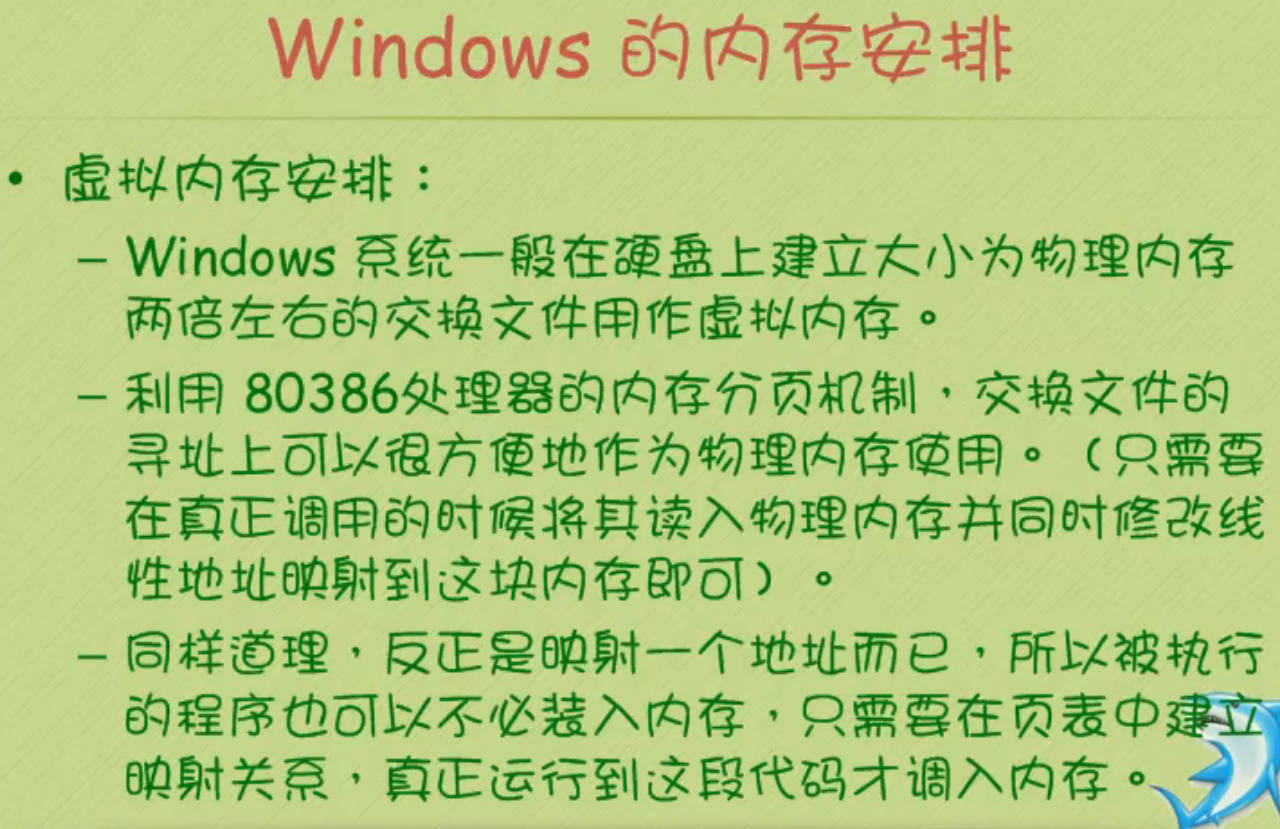 Windows 的内存安排
• 虚拟内存安排：
– Windows 系统一般在硬盘上建立大小为物理内存
两倍左右的交换文件用作虚拟内存。
– 利用 80386处理器的内存分页机制，交换文件的
寻址上可以很方便地作为物理内存使用。（只需要
在真正调用的时候将其读入物理内存并同时修改线
性地址映射到这块内存即可）。
– 同样道理，反正是映射一个地址而已，所以被执行
的程序也可以不必装入内存，只需要在页表中建立
映射关系，真正运行到这段代码才调入内存。